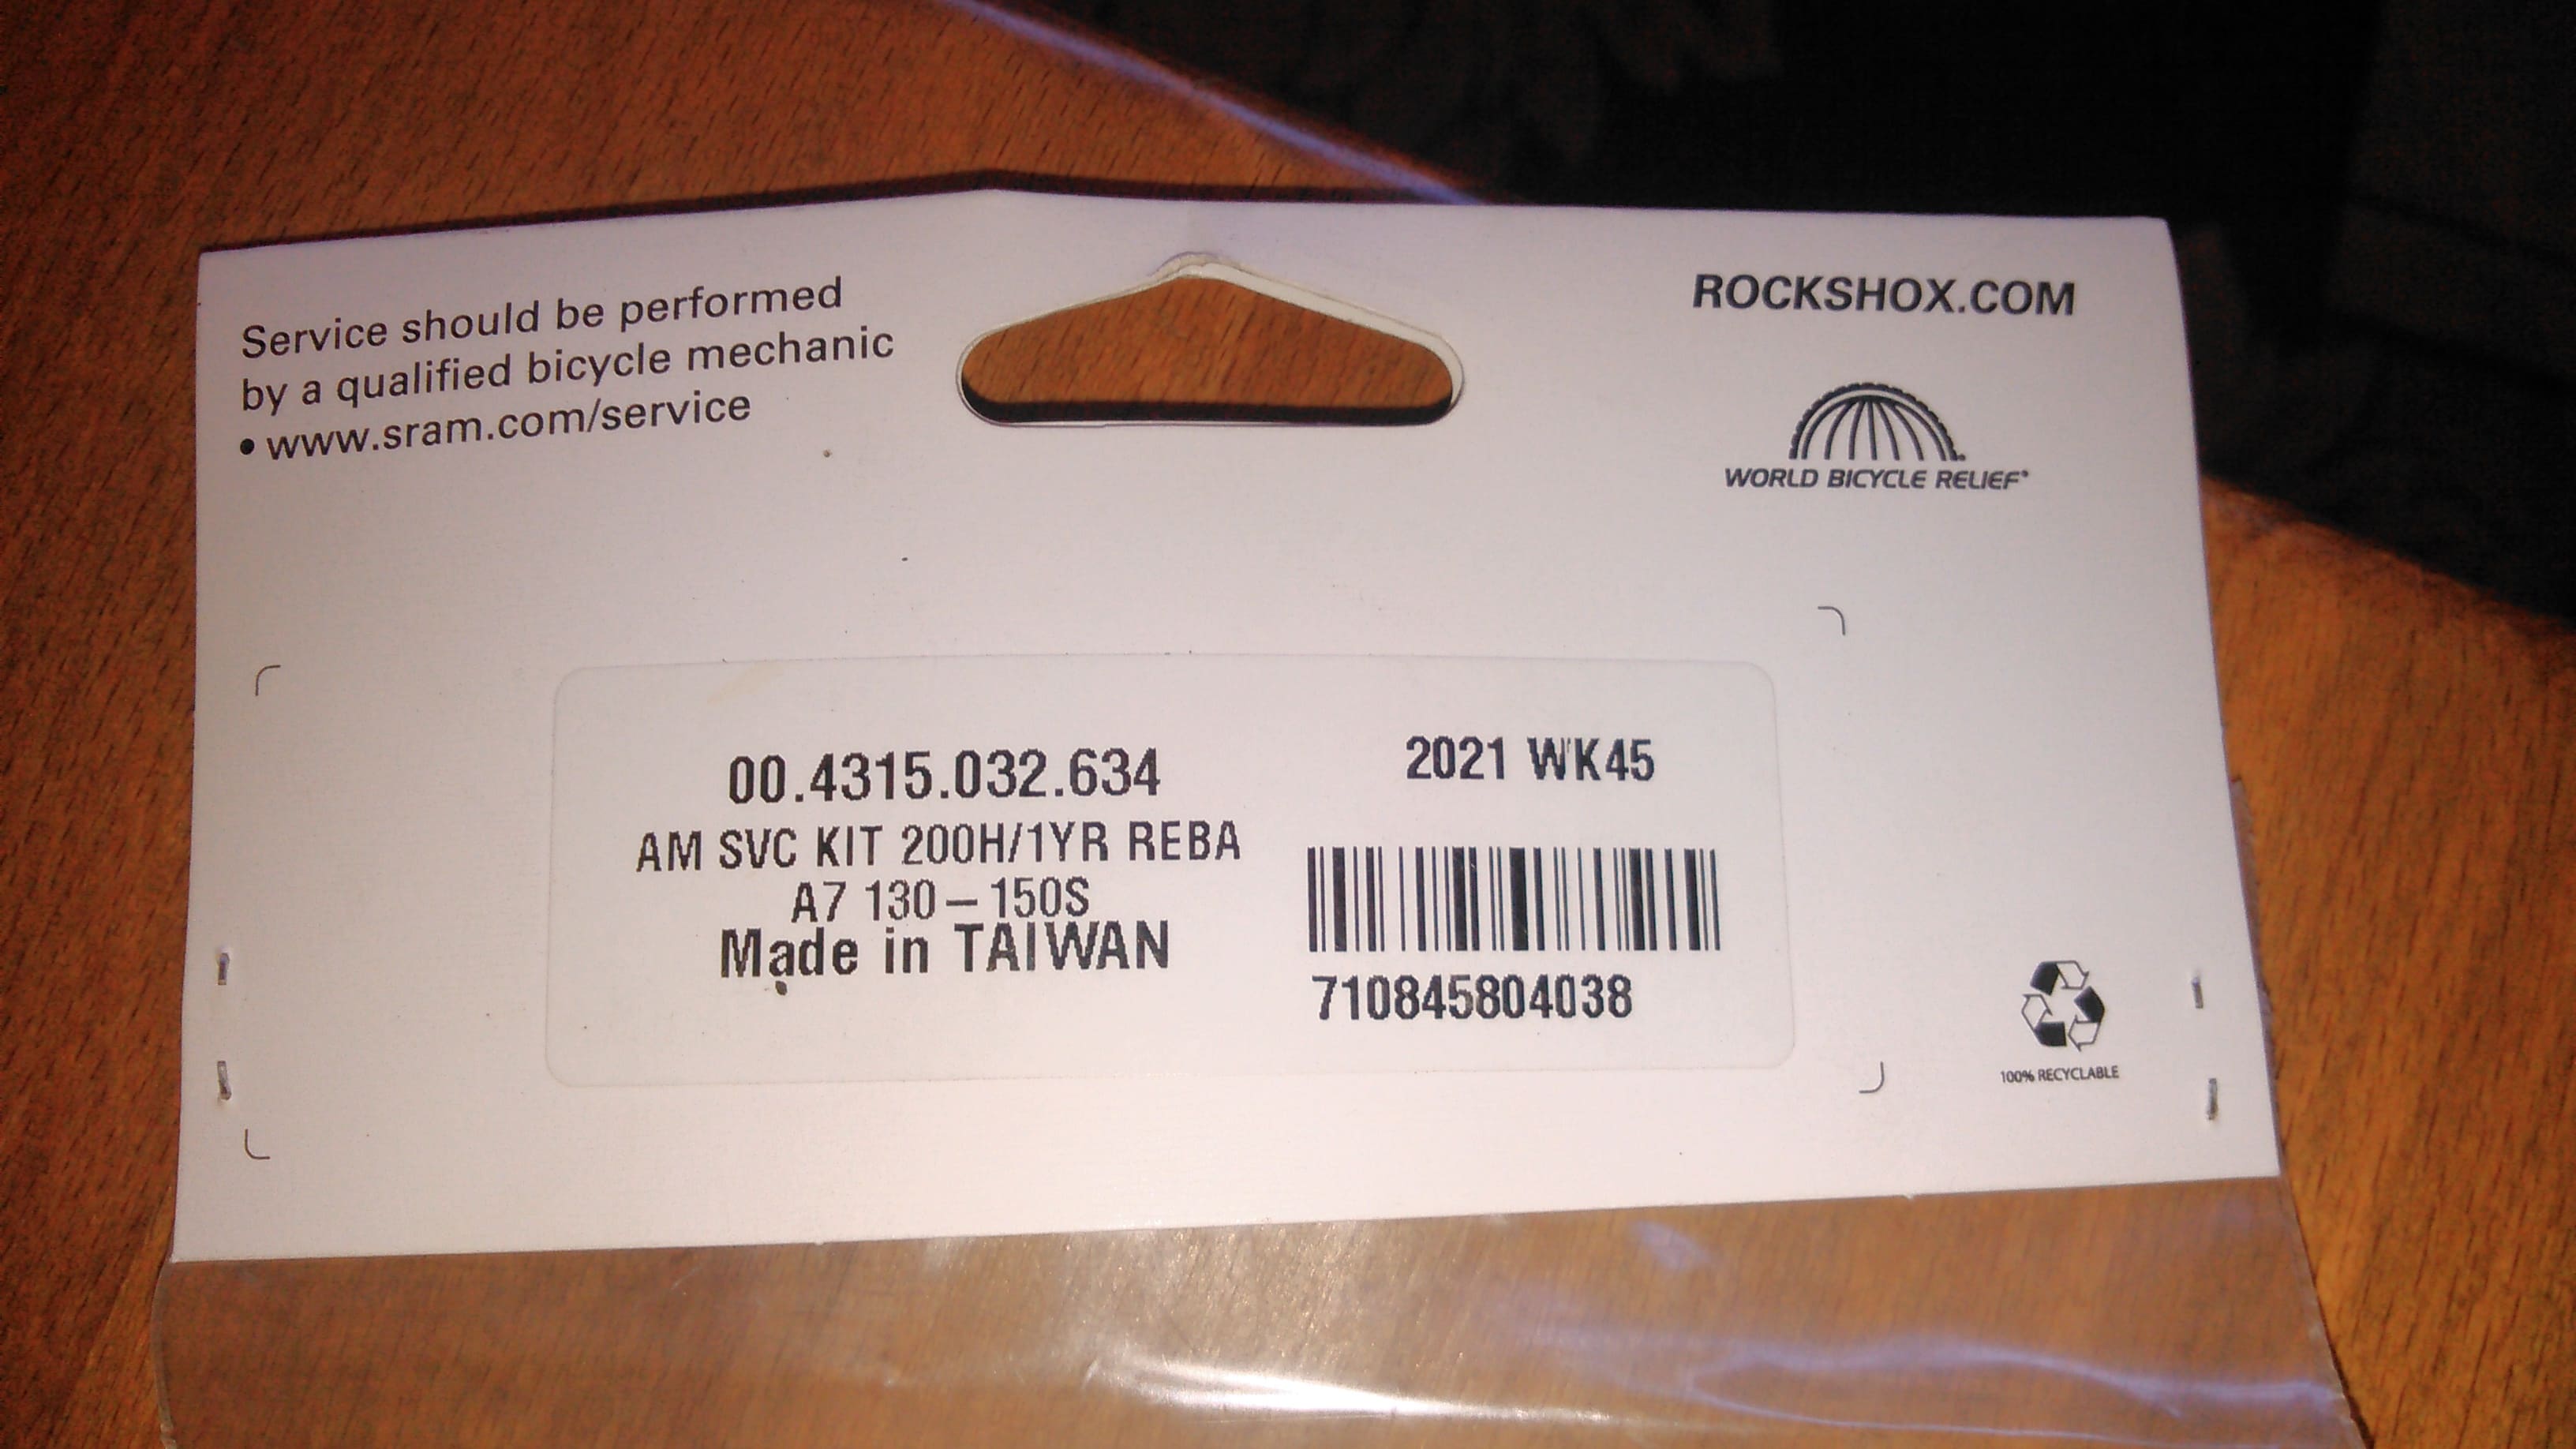 Service should be performed
by a qualified bicycle mechanic
• www.sram.com/service
ROCKSHOX.COM
WORLD BICYCLE RELIEF®
00.4315.032.634
2021 WK45
AM SVC KIT 200H/1YR REBA
A7 130–150S
Made in TAIWAN
710845804038
100% RECYCLABLE